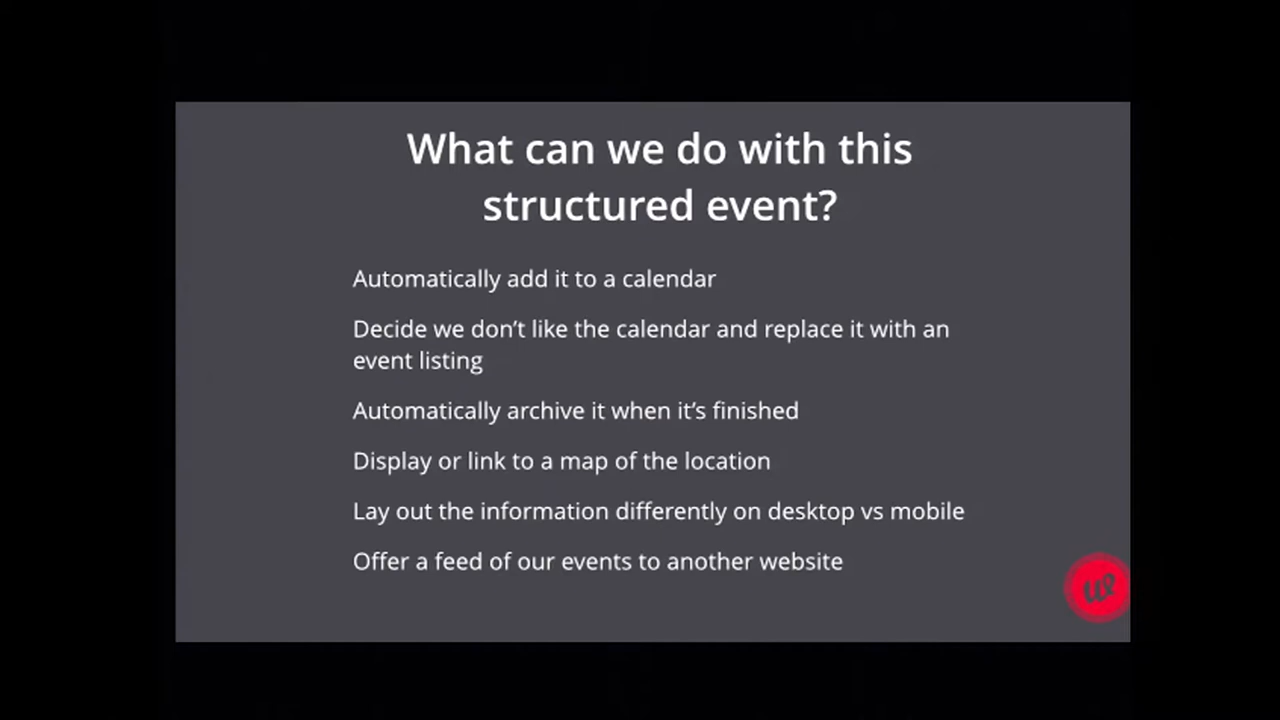 What can we do with this
structured event?
Automatically add it to a calendar
Decide we don’t like the calendar and replace it with an
event listing
Automatically archive it when it’s finished
Display or link to a map of the location
Lay out the information differently on desktop vs mobile
Offer a feed of our events to another website